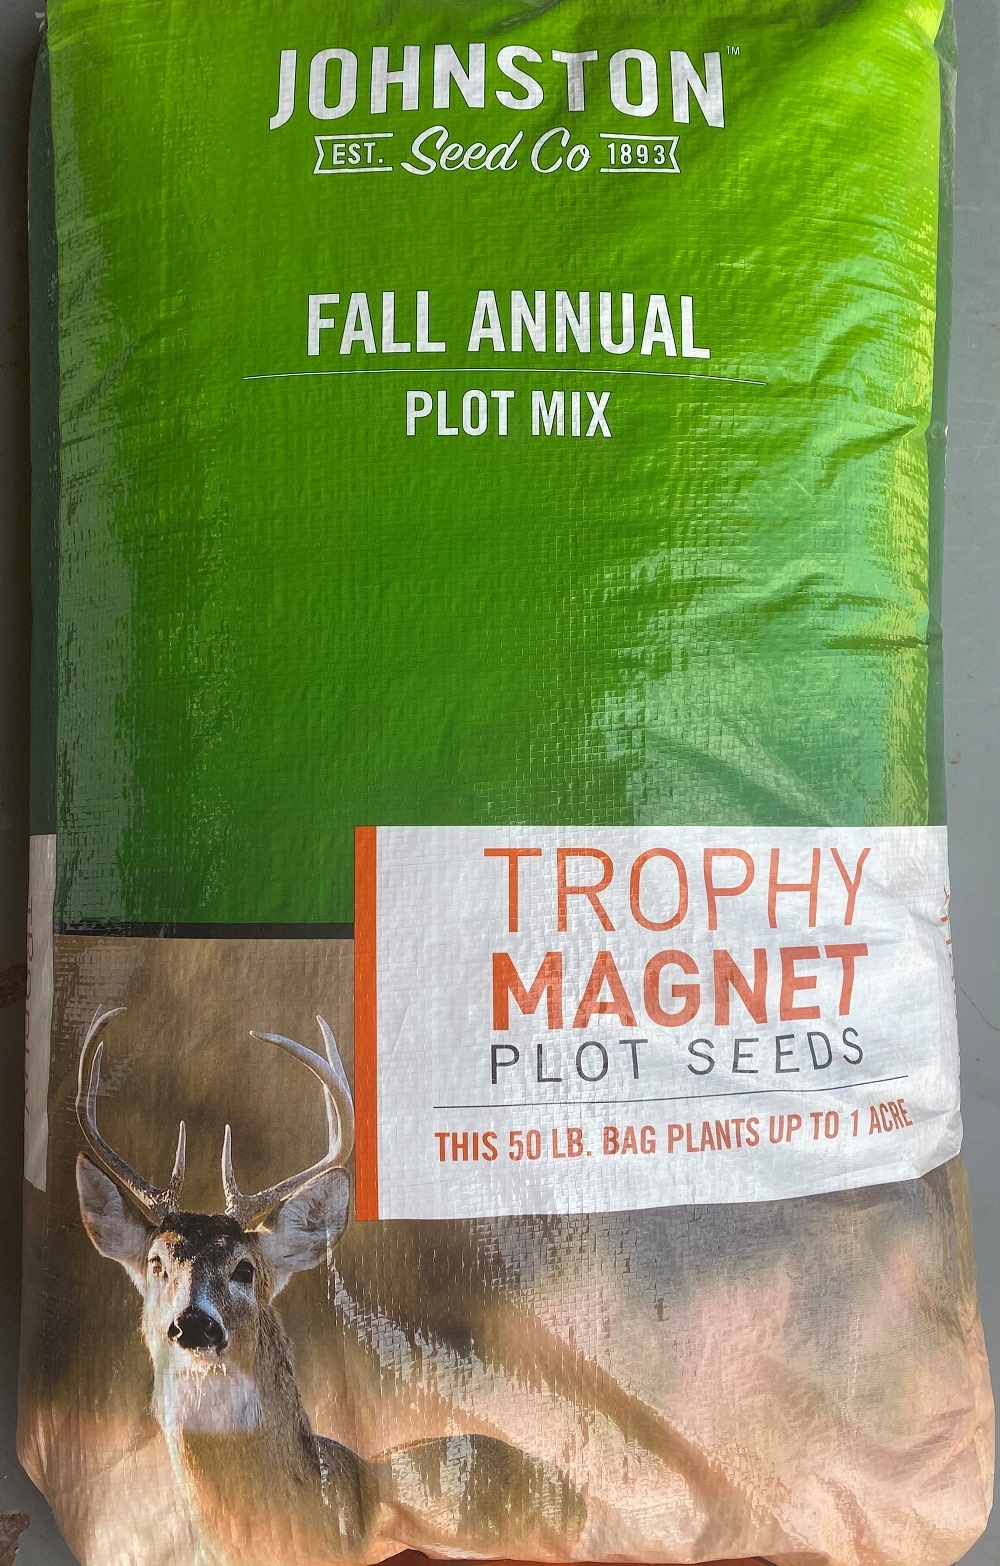 JOHNSTON™
EST. Seed Co 1893
FALL ANNUAL
PLOT MIX
TROPHY
MAGNET
PLOT SEEDS
THIS 50 LB. BAG PLANTS UP TO 1 ACRE